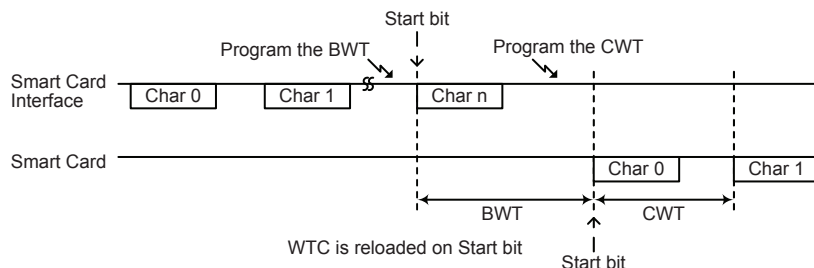 Start bit
Program the BWT
Program the CWT
Smart Card
Interface
Char 0
Char 1
Char n
Smart Card
Char 0
Char 1
BWT
CWT
WTC is reloaded on Start bit
Start bit